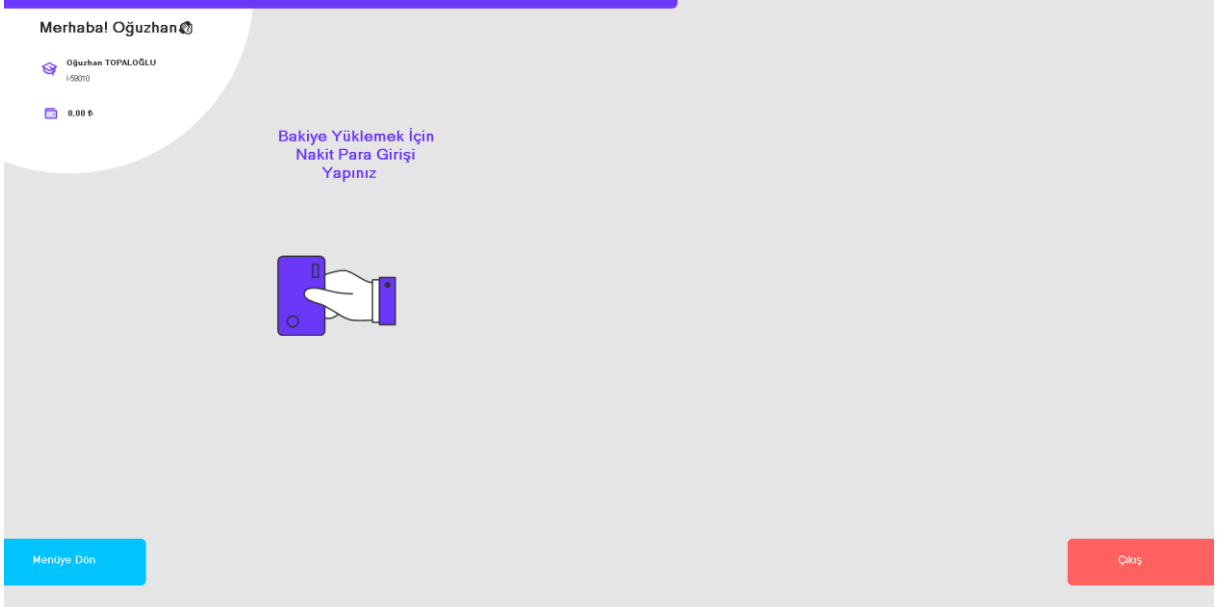 Merhaba! Oğuzhan
Oğuzhan TOPALOĞLU
i-58010
0,00 ₺
Bakiye Yüklemek İçin
Nakit Para Girişi
Yapınız
Menüye Dön
Çıkış